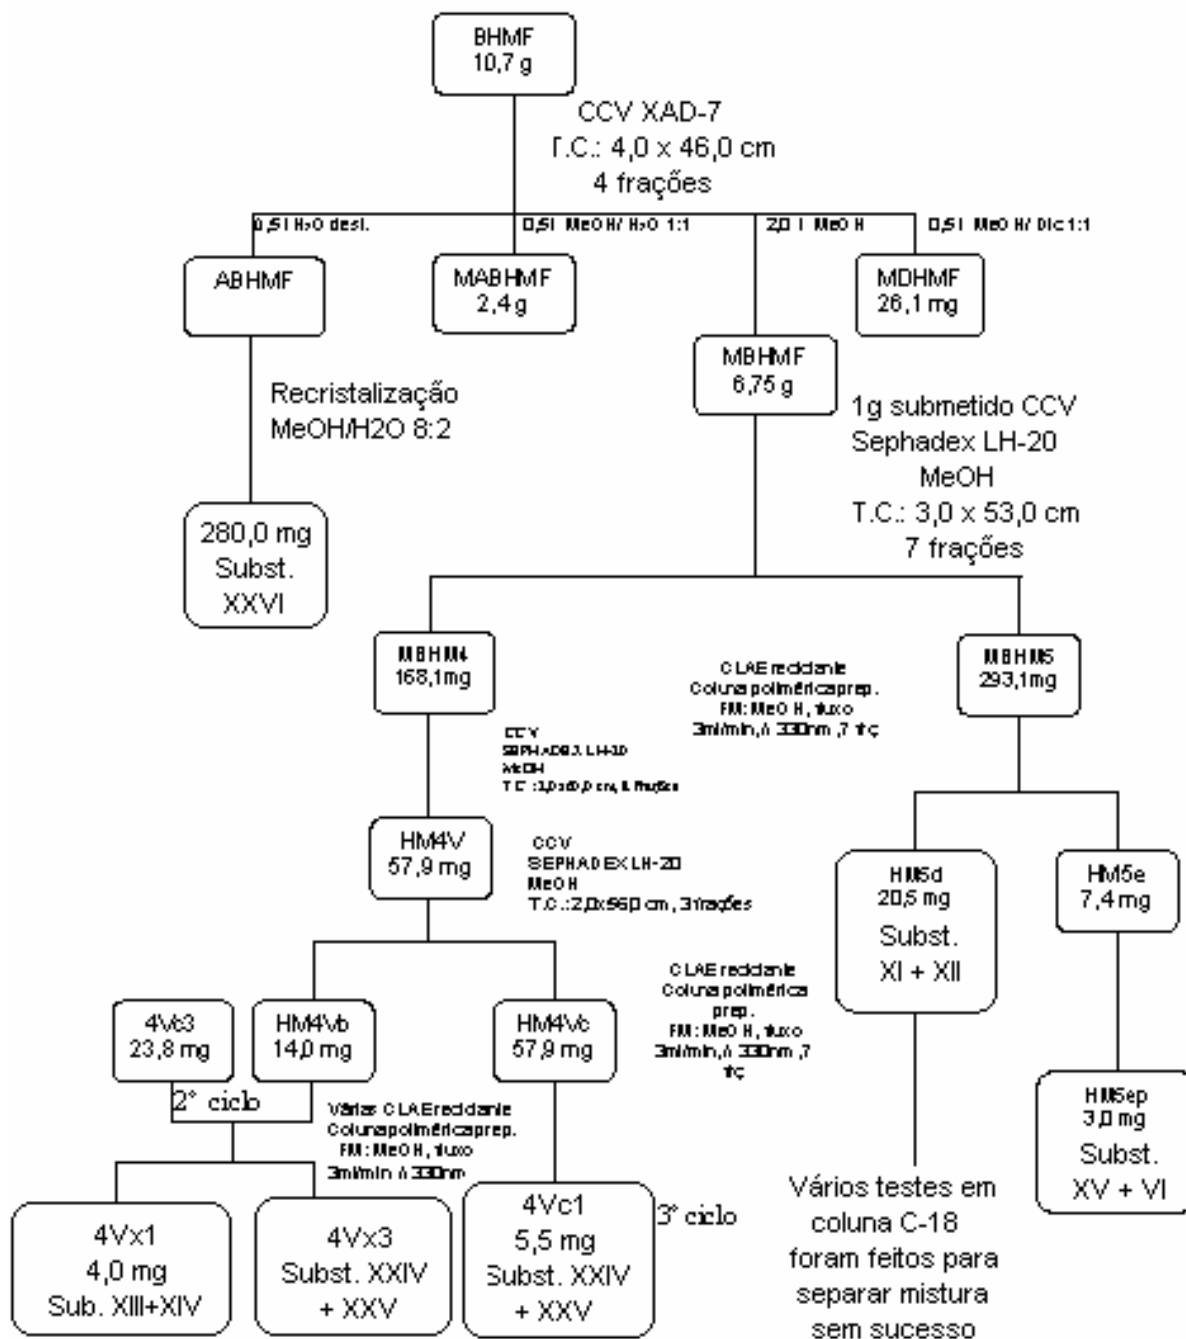 BHMF
10,7 g
CCV XAD-7
T.C.: 4,0 x 46,0 cm
4 frações
0,5 l H₂O desl.
0,5 l MeOH/ H₂O 1:1
2,0 l MeOH
0,5 l MeOH/ Dic 1:1
ABHMF
MABHMF
2,4 g
MDHMF
26,1 mg
MBHMF
6,75 g
Recristalização
MeOH/H2O 8:2
1g submetido CCV
Sephadex LH-20
MeOH
T.C.: 3,0 x 53,0 cm
7 frações
280,0 mg
Subst.
XXVI
MBHM4
168,1mg
CLAE reciclante
Coluna polimérica prep.
FM: MeOH, fluxo
3ml/min, 330nm ,7
MBHM5
293,1mg
CCV
SEPHADEX LH-20
MeOH
T.C.:
HM4V
57,9 mg
CCV
SEPHADEX LH-20
MeOH
T.C.:2,0x56,0 cm, 3 frações
HM5d
20,5 mg
Subst.
XI + XII
HM5e
7,4 mg
4Vc3
23,8 mg
HM4Vb
14,0 mg
HM4Vc
57,9 mg
CLAE reciclante
Coluna polimérica
prep.
FM: MeOH, fluxo
3ml/min, 330nm ,7
2° ciclo
Várias CLAE reciclante
Coluna polimérica prep.
FM: MeOH, fluxo
3ml/min 330nm
HM5ep
3,0 mg
Subst.
XV + VI
4Vx1
4,0 mg
Sub. XIII+XIV
4Vx3
Subst. XXIV
+ XXV
4Vc1
5,5 mg
Subst. XXIV
+ XXV
3° ciclo
Vários testes em
coluna C-18
foram feitos para
separar mistura
sem sucesso